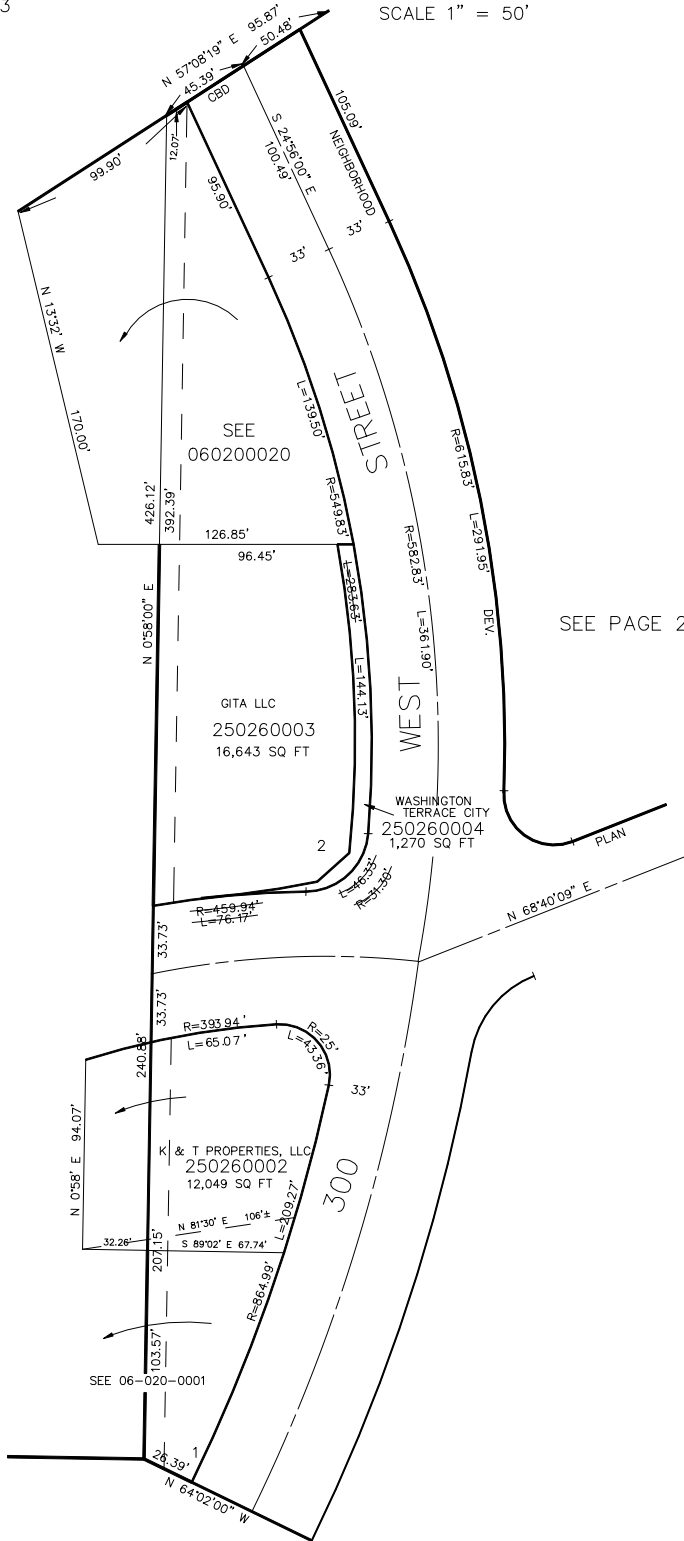 3
SCALE 1" = 50'
N 57°08'19" E 95.87'
45.39'
50.48'
CBD
12.07'
99.90'
95.90'
S 24°56'00" E
100.49'
105.09'
NEIGHBORHOOD
33'
33'
N 13°32' W
170.00'
SEE
060200020
L=139.50'
R=549.83'
STREET
R=615.83'
L=291.95'
426.12'
392.39'
126.85'
96.45'
R=582.83'
L=361.90'
L=283.63'
L=144.13'
DEV.
N 0°58'00" E
SEE PAGE 2
GITA LLC
250260003
16,643 SQ FT
WEST
WASHINGTON
TERRACE CITY
250260004
1,270 SQ FT
2
PLAN
L=46.33'
R=31.30'
R=459.94'
L=76.17'
N 68°40'09" E
33.73'
33.73'
R=393.94'
L=65.07'
R=25'
L=43.36'
240.88'
33'
N 0°58' E 94.07'
K & T PROPERTIES, LLC
250260002
12,049 SQ FT
300
N 81°30' E 106'±
32.26'
S 89°02' E 67.74'
L=209.27'
207.15'
R=864.99'
103.57'
SEE 06-020-0001
26.39'
1
N 64°02'00" W